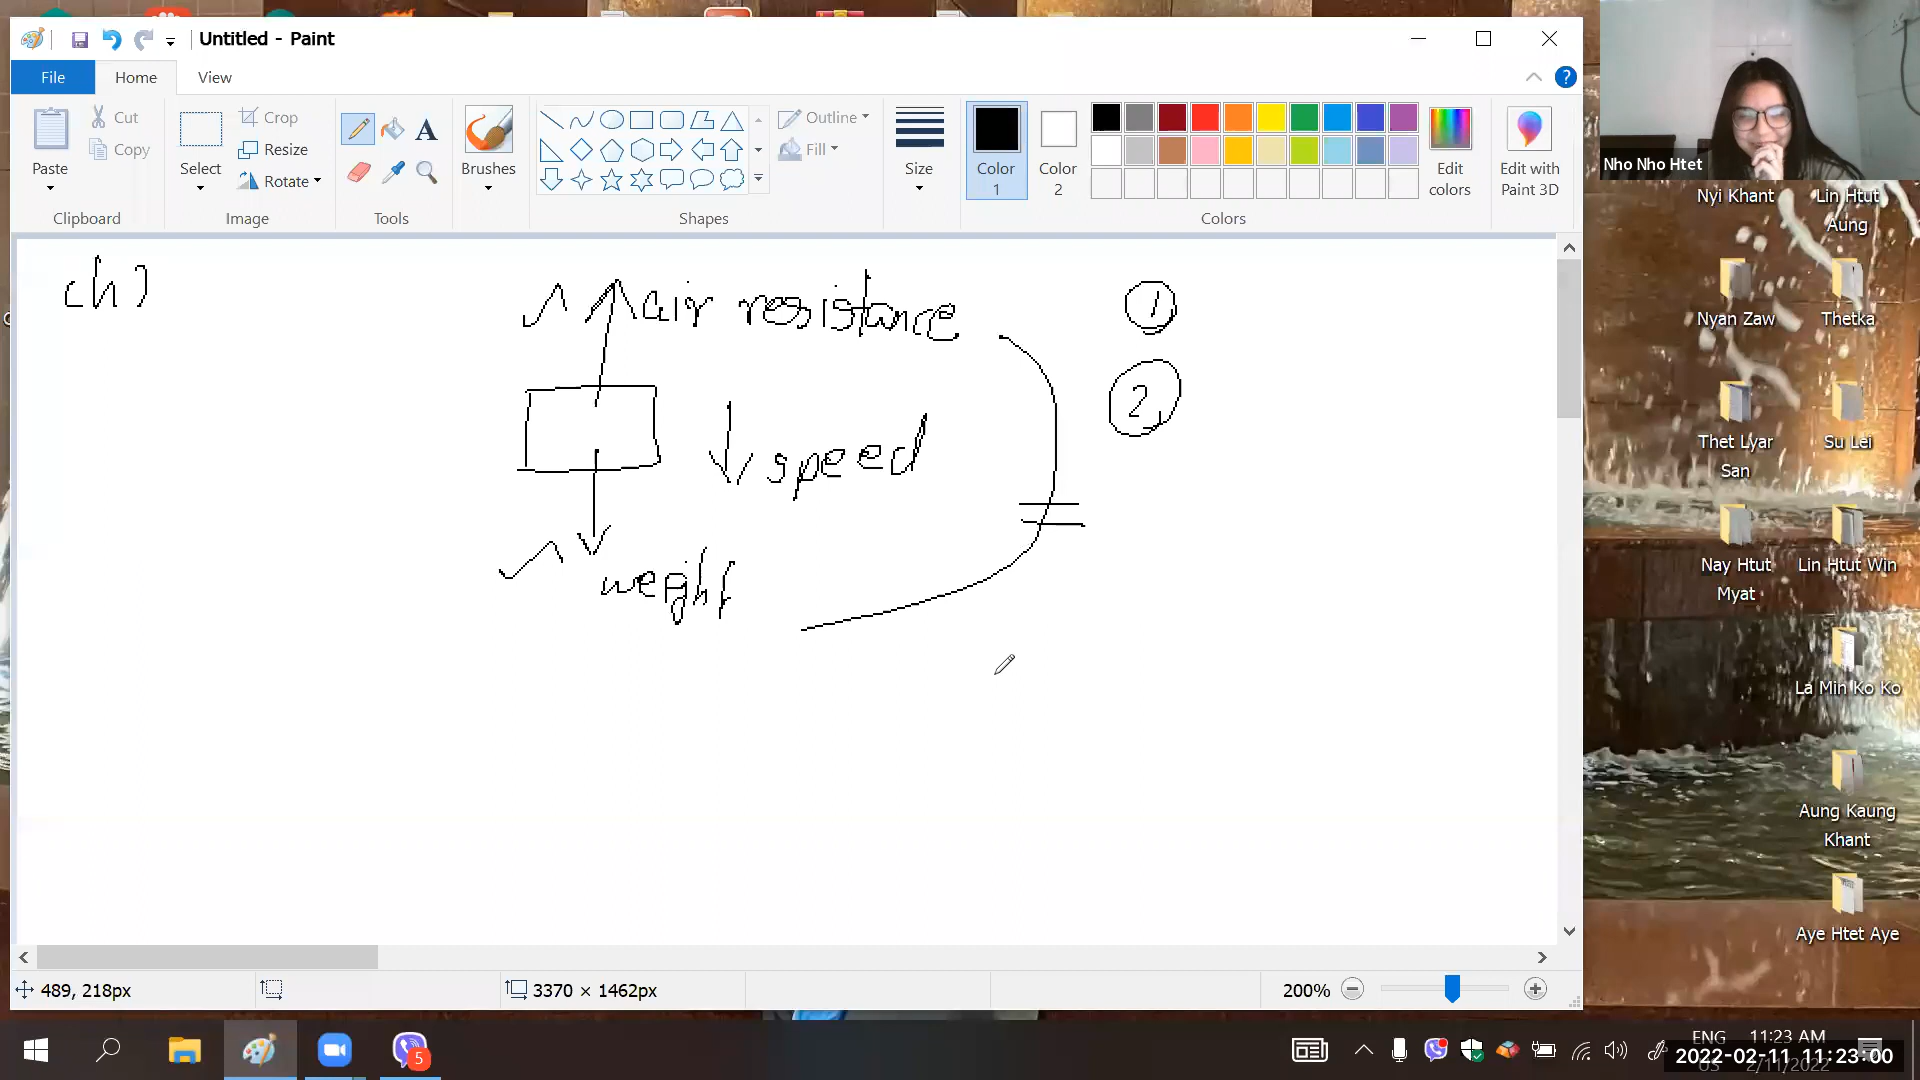 Untitled - Paint
File Home View
Paste
Cut
Copy
Clipboard
Select
Crop
Resize
Rotate
Image
A
Tools
Brushes
Shapes
Outline
Fill
Size
Color 1
Color 2
Colors
Edit colors
Edit with Paint 3D
Nho Nho Htet
air resistance
1
2
speed
weight
489, 218px
3370 × 1462px
200%
Nyi Khant
Lin Htut Aung
Nyan Zaw
Thetka
Thet Lyar San
Su Lei
Nay Htut Myat
Lin Htut Win
La Min Ko Ko
Aung Kaung Khant
Aye Htet Aye
5
ENG
11:23 AM
2022-02-11 11:23:00
2/11/2022